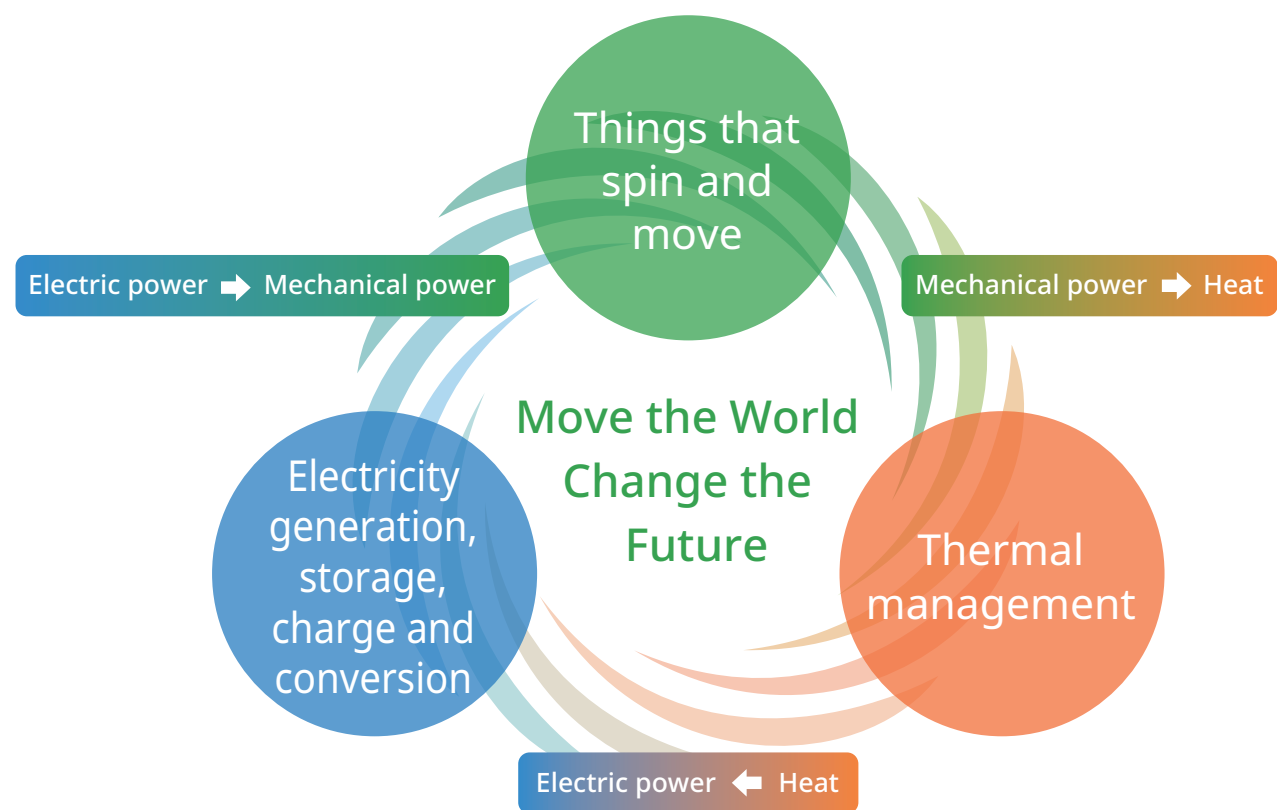 Things that
spin and
move
Electric power ➡ Mechanical power
Mechanical power ➡ Heat
Move the World
Change the
Future
Electricity
generation,
storage,
charge and
conversion
Thermal
management
Electric power ⬅ Heat